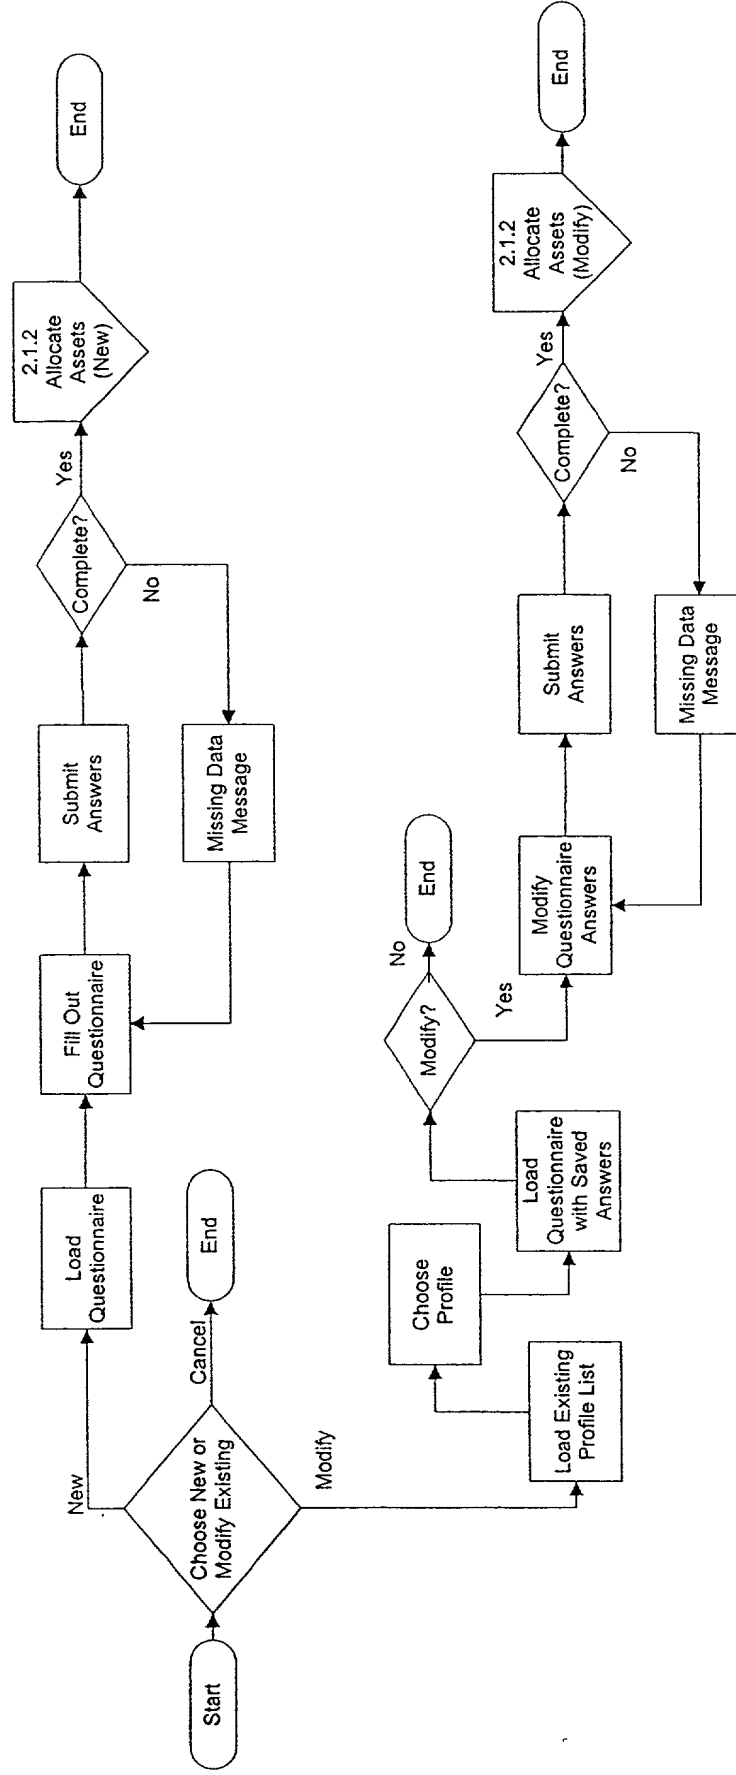 Start
Choose New or
Modify Existing
New
Cancel
End
Modify
Load
Questionnaire
Fill Out
Questionnaire
Submit
Answers
Complete?
Yes
No
Missing Data
Message
2.1.2
Allocate
Assets
(New)
End
Load Existing
Profile List
Choose
Profile
Load
Questionnaire
with Saved
Answers
Modify?
No
End
Yes
Modify
Questionnaire
Answers
Submit
Answers
Complete?
Yes
No
Missing Data
Message
2.1.2
Allocate
Assets
(Modify)
End